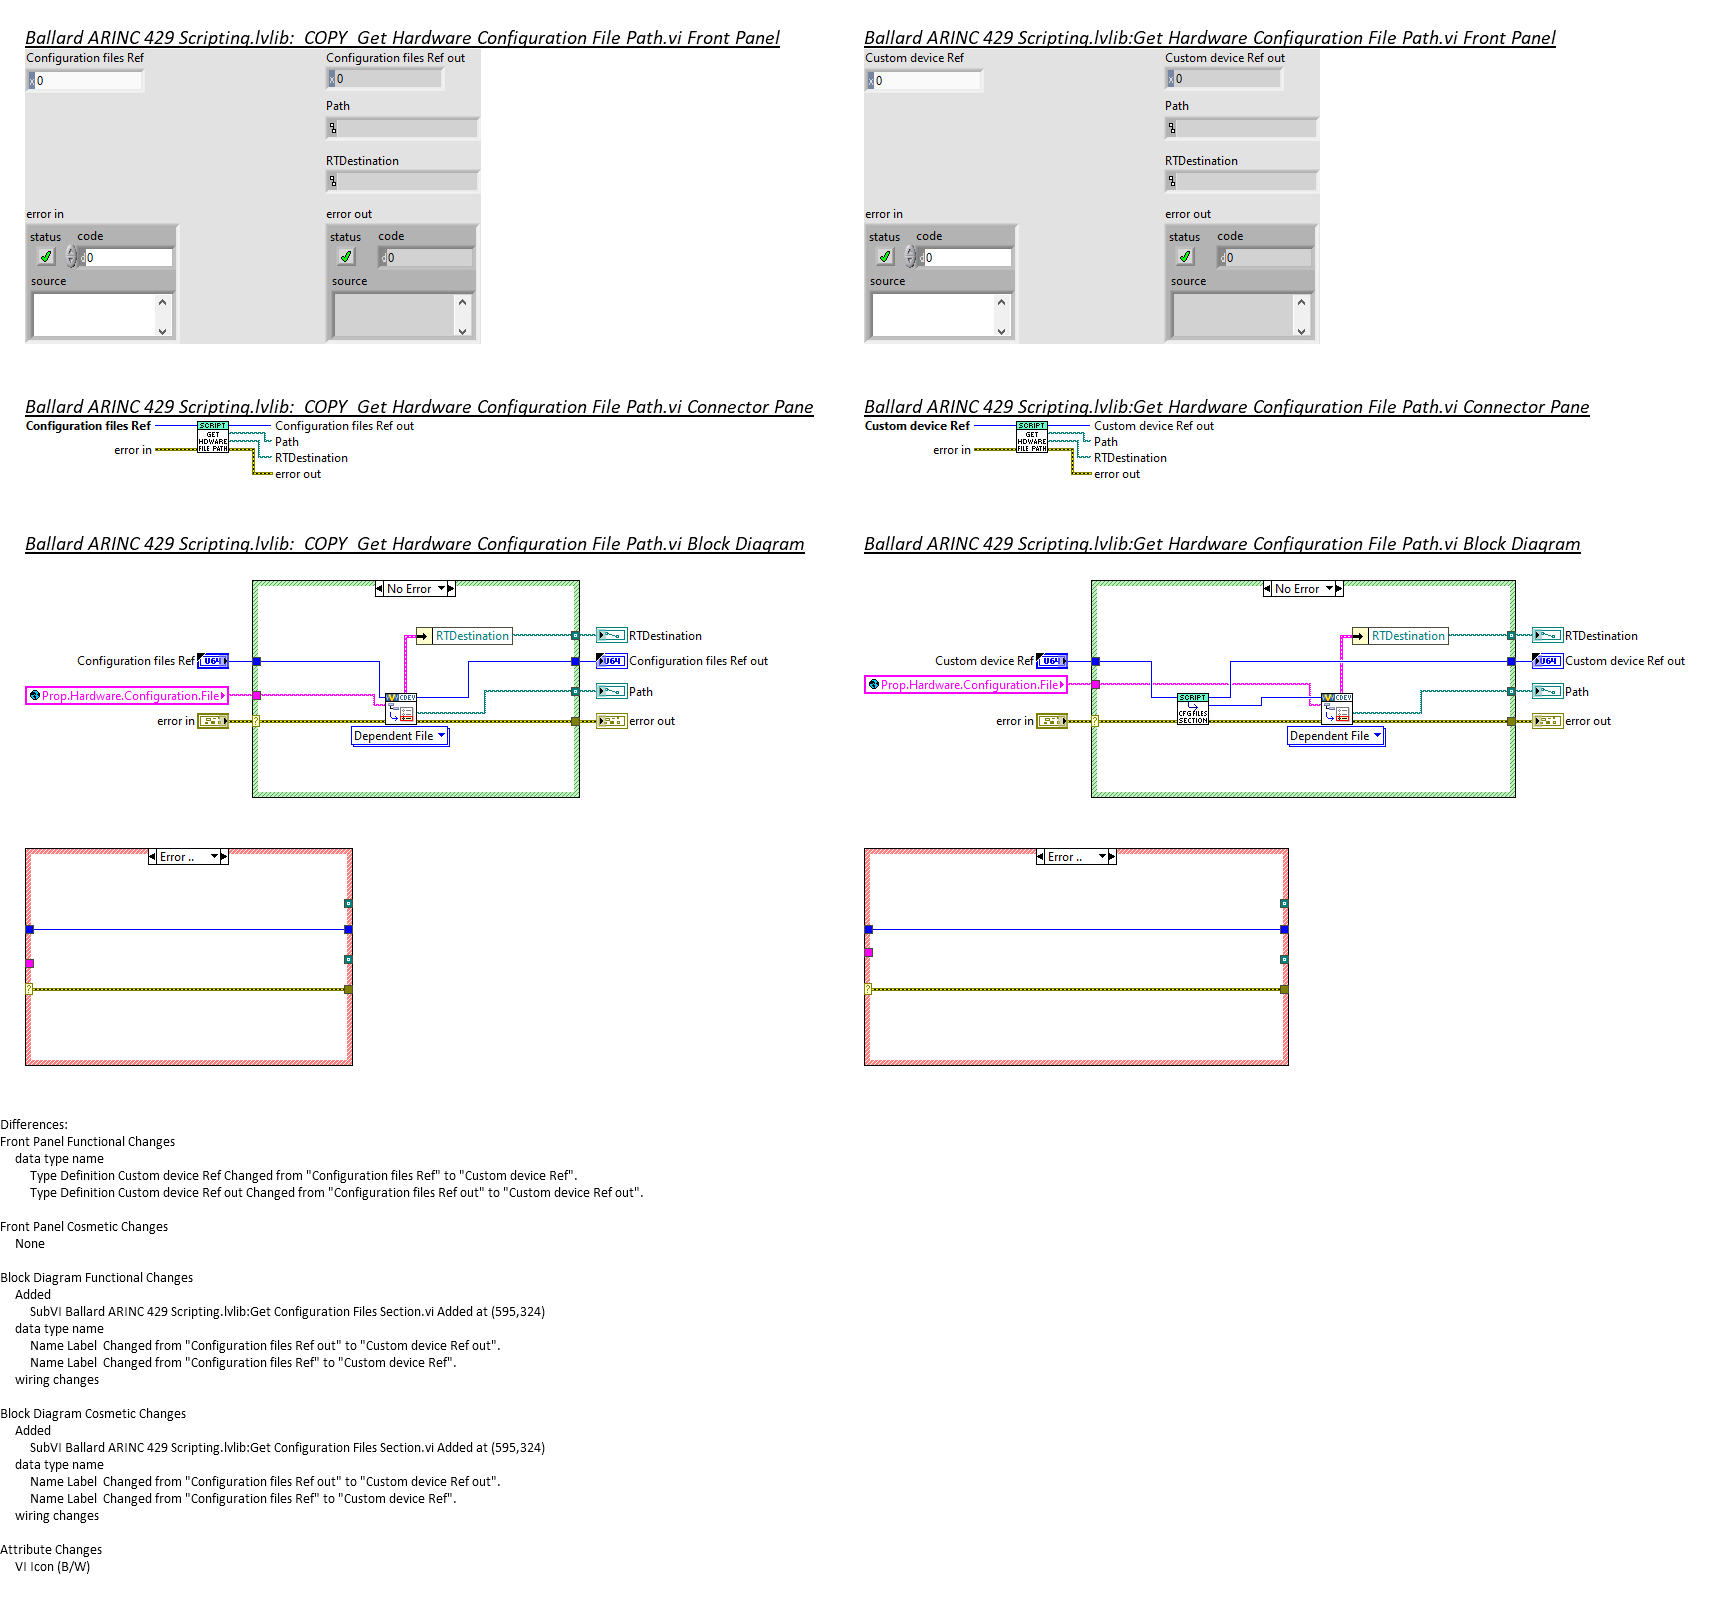 Ballard ARINC 429 Scripting.lvlib:  COPY  Get Hardware Configuration File Path.vi Front Panel
Configuration files Ref
Configuration files Ref out
x 0
x 0
Path
RTDestination
error in
error out
status code
status code
d 0
d 0
source
source
Ballard ARINC 429 Scripting.lvlib:Get Hardware Configuration File Path.vi Front Panel
Custom device Ref
Custom device Ref out
x 0
x 0
Path
RTDestination
error in
error out
status code
status code
d 0
d 0
source
source
Ballard ARINC 429 Scripting.lvlib:  COPY  Get Hardware Configuration File Path.vi Connector Pane
Configuration files Ref
error in
SCRIPT
GET
HDWARE
FILE PATH
Configuration files Ref out
Path
RTDestination
error out
Ballard ARINC 429 Scripting.lvlib:Get Hardware Configuration File Path.vi Connector Pane
Custom device Ref
error in
SCRIPT
GET
HDWARE
FILE PATH
Custom device Ref out
Path
RTDestination
error out
Ballard ARINC 429 Scripting.lvlib:  COPY  Get Hardware Configuration File Path.vi Block Diagram
No Error
RTDestination
RTDestination
Configuration files Ref
U64
U64
Configuration files Ref out
Prop.Hardware.Configuration.File
CDEV
Path
error in
?
error out
Dependent File
Error ..
?
Ballard ARINC 429 Scripting.lvlib:Get Hardware Configuration File Path.vi Block Diagram
No Error
RTDestination
RTDestination
Custom device Ref
U64
U64
Custom device Ref out
Prop.Hardware.Configuration.File
SCRIPT
CFG FILES
SECTION
CDEV
Path
error in
?
error out
Dependent File
Error ..
?
Differences:
Front Panel Functional Changes
data type name
Type Definition Custom device Ref Changed from "Configuration files Ref" to "Custom device Ref".
Type Definition Custom device Ref out Changed from "Configuration files Ref out" to "Custom device Ref out".
Front Panel Cosmetic Changes
None
Block Diagram Functional Changes
Added
SubVI Ballard ARINC 429 Scripting.lvlib:Get Configuration Files Section.vi Added at (595,324)
data type name
Name Label  Changed from "Configuration files Ref out" to "Custom device Ref out".
Name Label  Changed from "Configuration files Ref" to "Custom device Ref".
wiring changes
Block Diagram Cosmetic Changes
Added
SubVI Ballard ARINC 429 Scripting.lvlib:Get Configuration Files Section.vi Added at (595,324)
data type name
Name Label  Changed from "Configuration files Ref out" to "Custom device Ref out".
Name Label  Changed from "Configuration files Ref" to "Custom device Ref".
wiring changes
Attribute Changes
VI Icon (B/W)